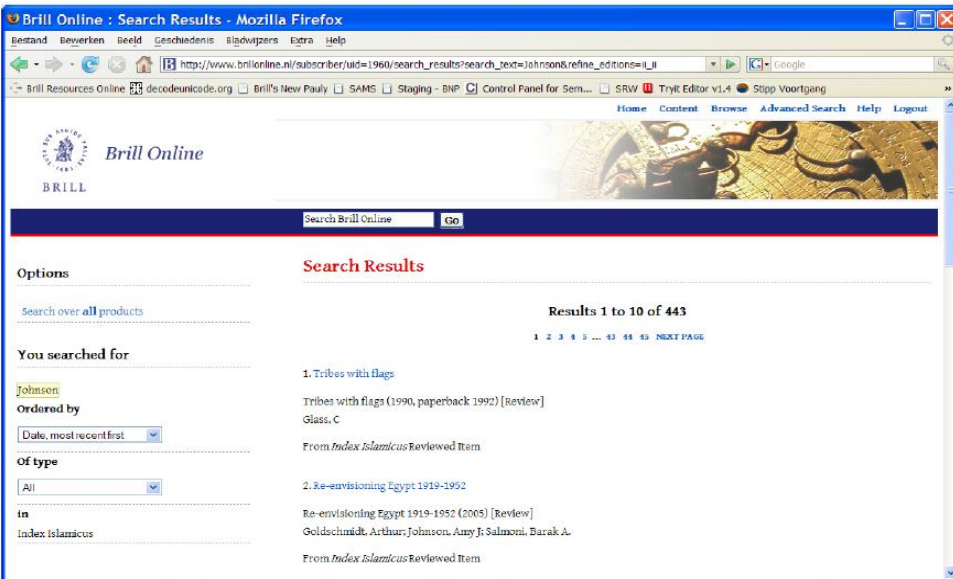 Brill Online : Search Results - Mozilla Firefox
Bestand Bewerken Beeld Geschiedenis Bladwijzers Extra Help
http://www.brillonline.nl/subscriber/uid=1960/search_results?search_text=Johnson&refine_editions=ii_ii
Google
Brill Resources Online decodeunicode.org Brill's New Pauly SAMS Staging - BNP Control Panel for Sem... SRW TryIt Editor v1.4 Stipp Voortgang »
Home Content Browse Advanced Search Help Logout
Brill Online
BRILL
Search Brill Online Go
Options
Search over all products
You searched for
Johnson
Ordered by
Date, most recent first
Of type
All
in
Index Islamicus
Search Results
Results 1 to 10 of 443
1 2 3 4 5 ... 43 44 45 NEXT PAGE
1. Tribes with flags
Tribes with flags (1990, paperback 1992) [Review]
Glass, C
From Index Islamicus Reviewed Item
2. Re-envisioning Egypt 1919-1952
Re-envisioning Egypt 1919-1952 (2005) [Review]
Goldschmidt, Arthur; Johnson, Amy J; Salmoni, Barak A.
From Index Islamicus Reviewed Item